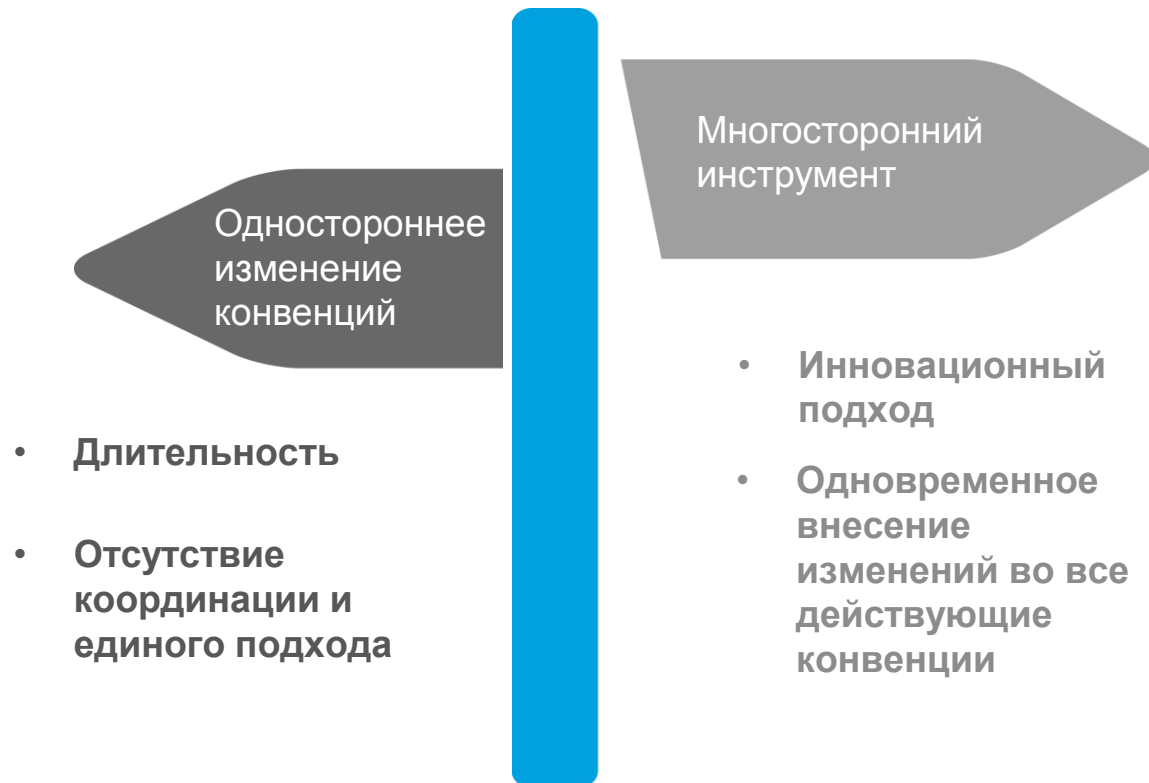 Одностороннее
изменение
конвенций
• Длительность
• Отсутствие
координации и
единого подхода
Многосторонний
инструмент
• Инновационный
подход
• Одновременное
внесение
изменений во все
действующие
конвенции